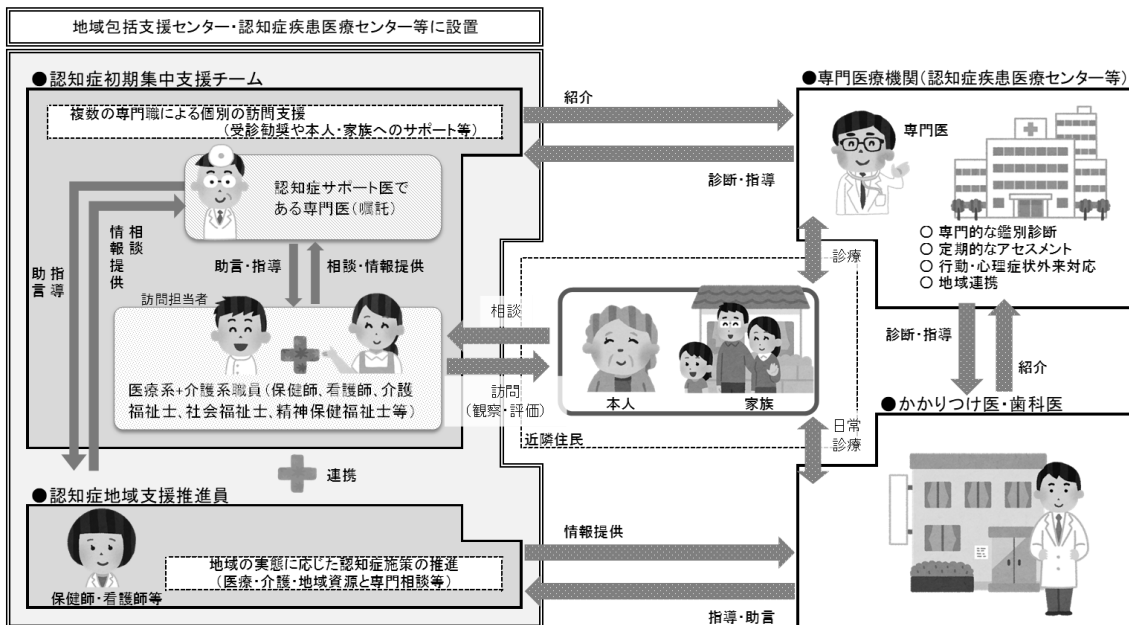 地域包括支援センター・認知症疾患医療センター等に設置
●認知症初期集中支援チーム
複数の専門職による個別の訪問支援
(受診勧奨や本人・家族へのサポート等)
認知症サポート医で
ある専門医(嘱託)
指導
助言
相談
情報提供
助言・指導
相談・情報提供
訪問担当者
医療系+介護系職員(保健師、看護師、介護
福祉士、社会福祉士、精神保健福祉士等)
連携
●認知症地域支援推進員
地域の実態に応じた認知症施策の推進
(医療・介護・地域資源と専門相談等)
保健師・看護師等
紹介
診断・指導
相談
訪問
(観察・評価)
本人
家族
近隣住民
診療
日常
診療
情報提供
指導・助言
●専門医療機関(認知症疾患医療センター等)
専門医
○ 専門的な鑑別診断
○ 定期的なアセスメント
○ 行動・心理症状外来対応
○ 地域連携
診断・指導
紹介
●かかりつけ医・歯科医